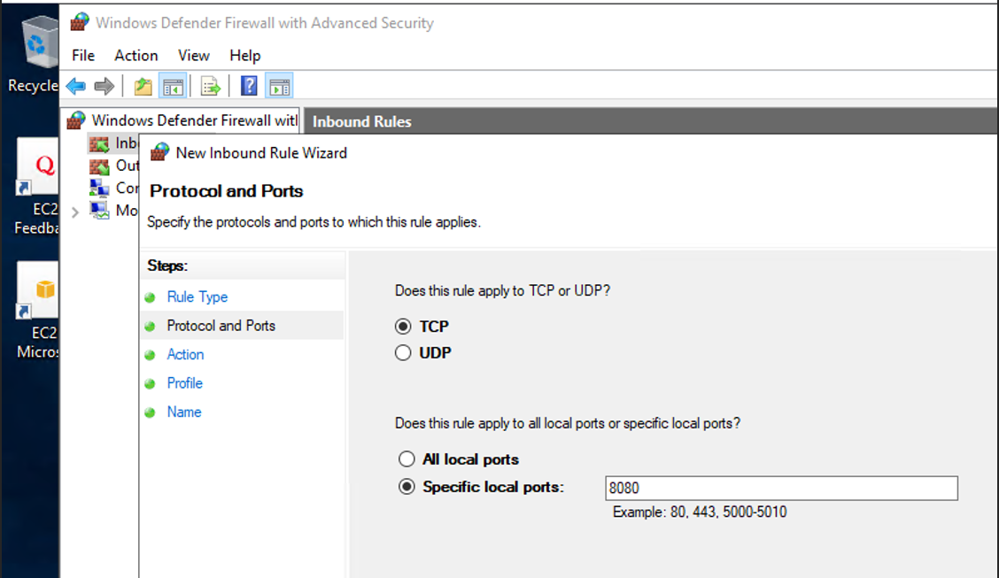 Windows Defender Firewall with Advanced Security
File Action View Help
Recycle
Windows Defender Firewall with
Inbound Rules
Inbo
Out
Con
Mo
New Inbound Rule Wizard
Protocol and Ports
Specify the protocols and ports to which this rule applies.
Steps:
Rule Type
Protocol and Ports
Action
Profile
Name
Does this rule apply to TCP or UDP?
TCP
UDP
Does this rule apply to all local ports or specific local ports?
All local ports
Specific local ports:
8080
Example: 80, 443, 5000-5010
Q
EC2
Feedba
EC2
Micros